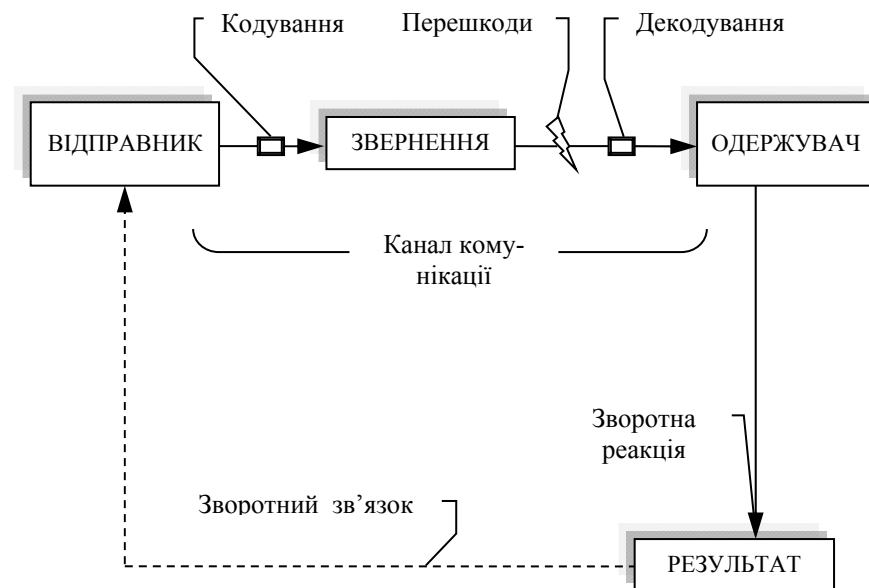 Кодування
Перешкоди
Декодування
ВІДПРАВНИК
ЗВЕРНЕННЯ
ОДЕРЖУВАЧ
Канал кому-
нікації
Зворотна
реакція
Зворотний зв’язок
РЕЗУЛЬТАТ